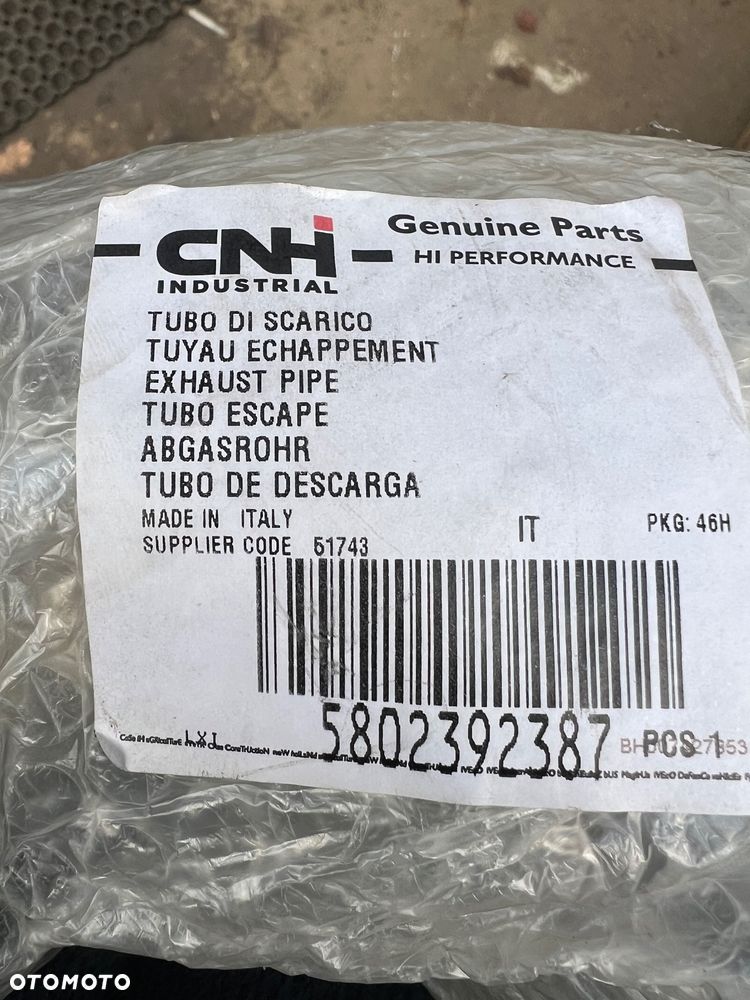 CNH
INDUSTRIAL
Genuine Parts
HI PERFORMANCE
TUBO DI SCARICO
TUYAU ECHAPPEMENT
EXHAUST PIPE
TUBO ESCAPE
ABGASROHR
TUBO DE DESCARGA
MADE IN ITALY IT PKG: 46H
SUPPLIER CODE 51743
LXI 5802392387 PCS 1
OTOMOTO